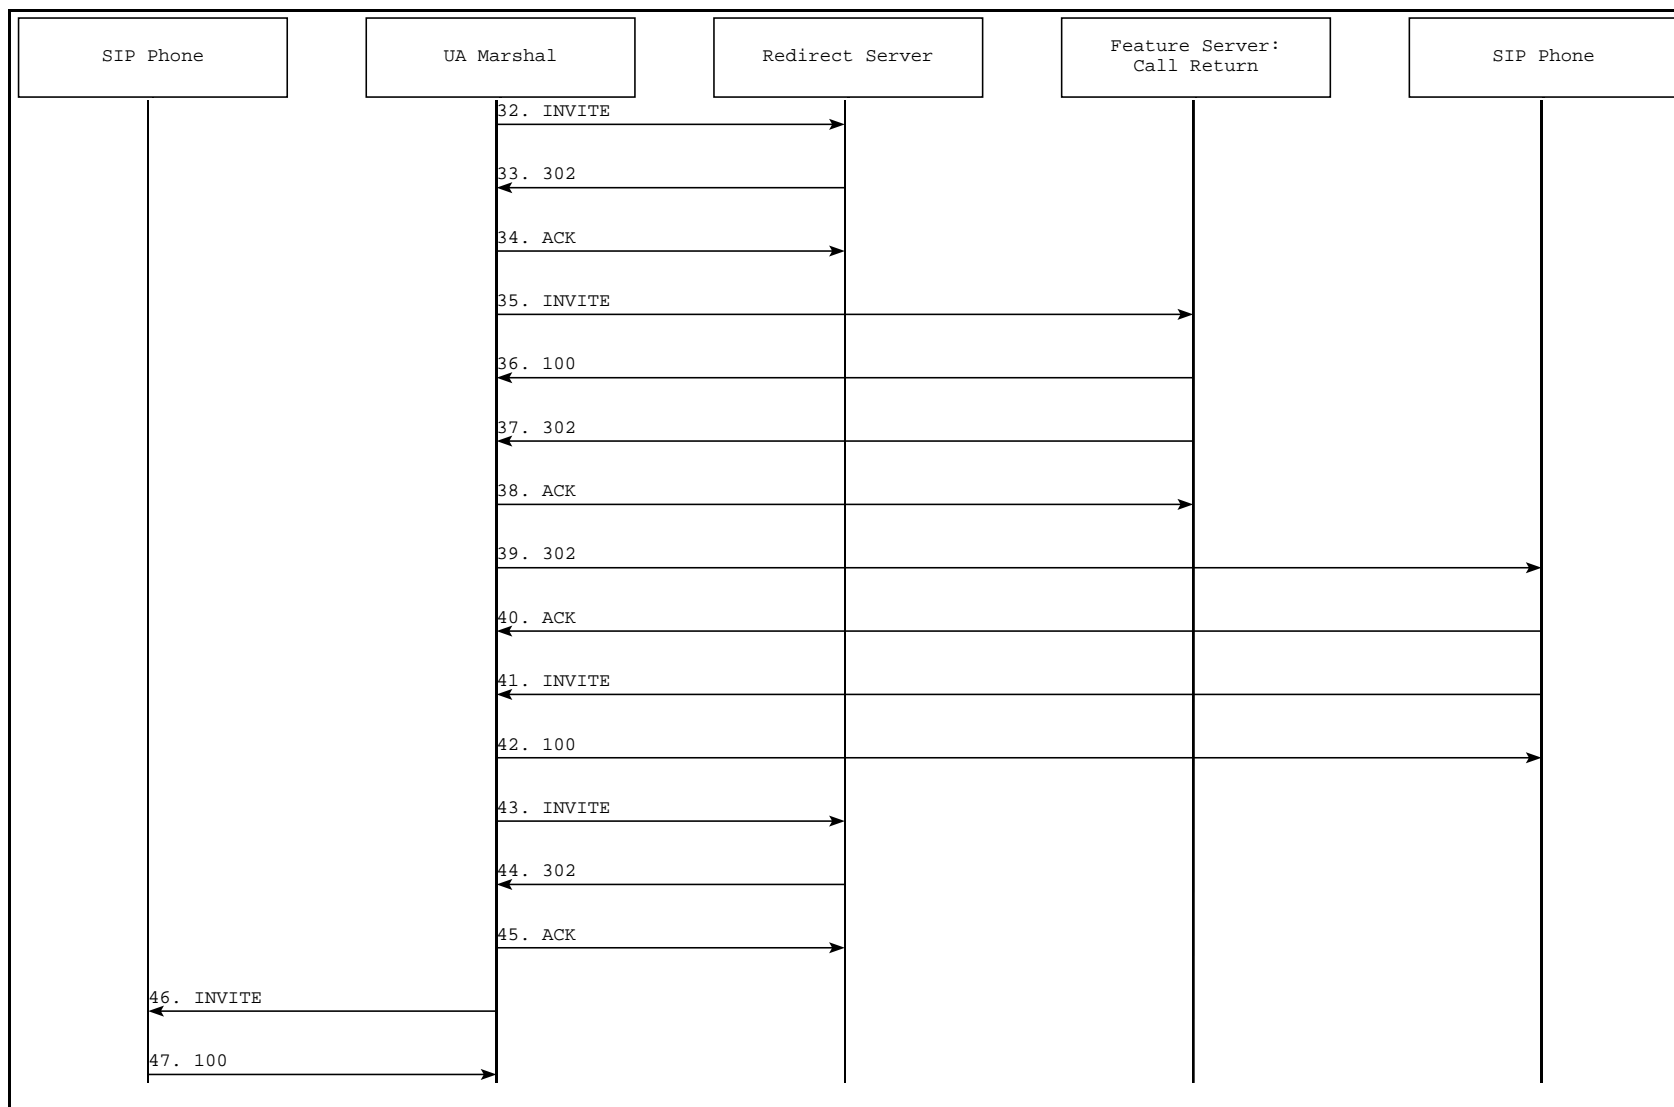 SIP Phone
UA Marshal
Redirect Server
Feature Server:
Call Return
SIP Phone
32. INVITE
33. 302
34. ACK
35. INVITE
36. 100
37. 302
38. ACK
39. 302
40. ACK
41. INVITE
42. 100
43. INVITE
44. 302
45. ACK
46. INVITE
47. 100